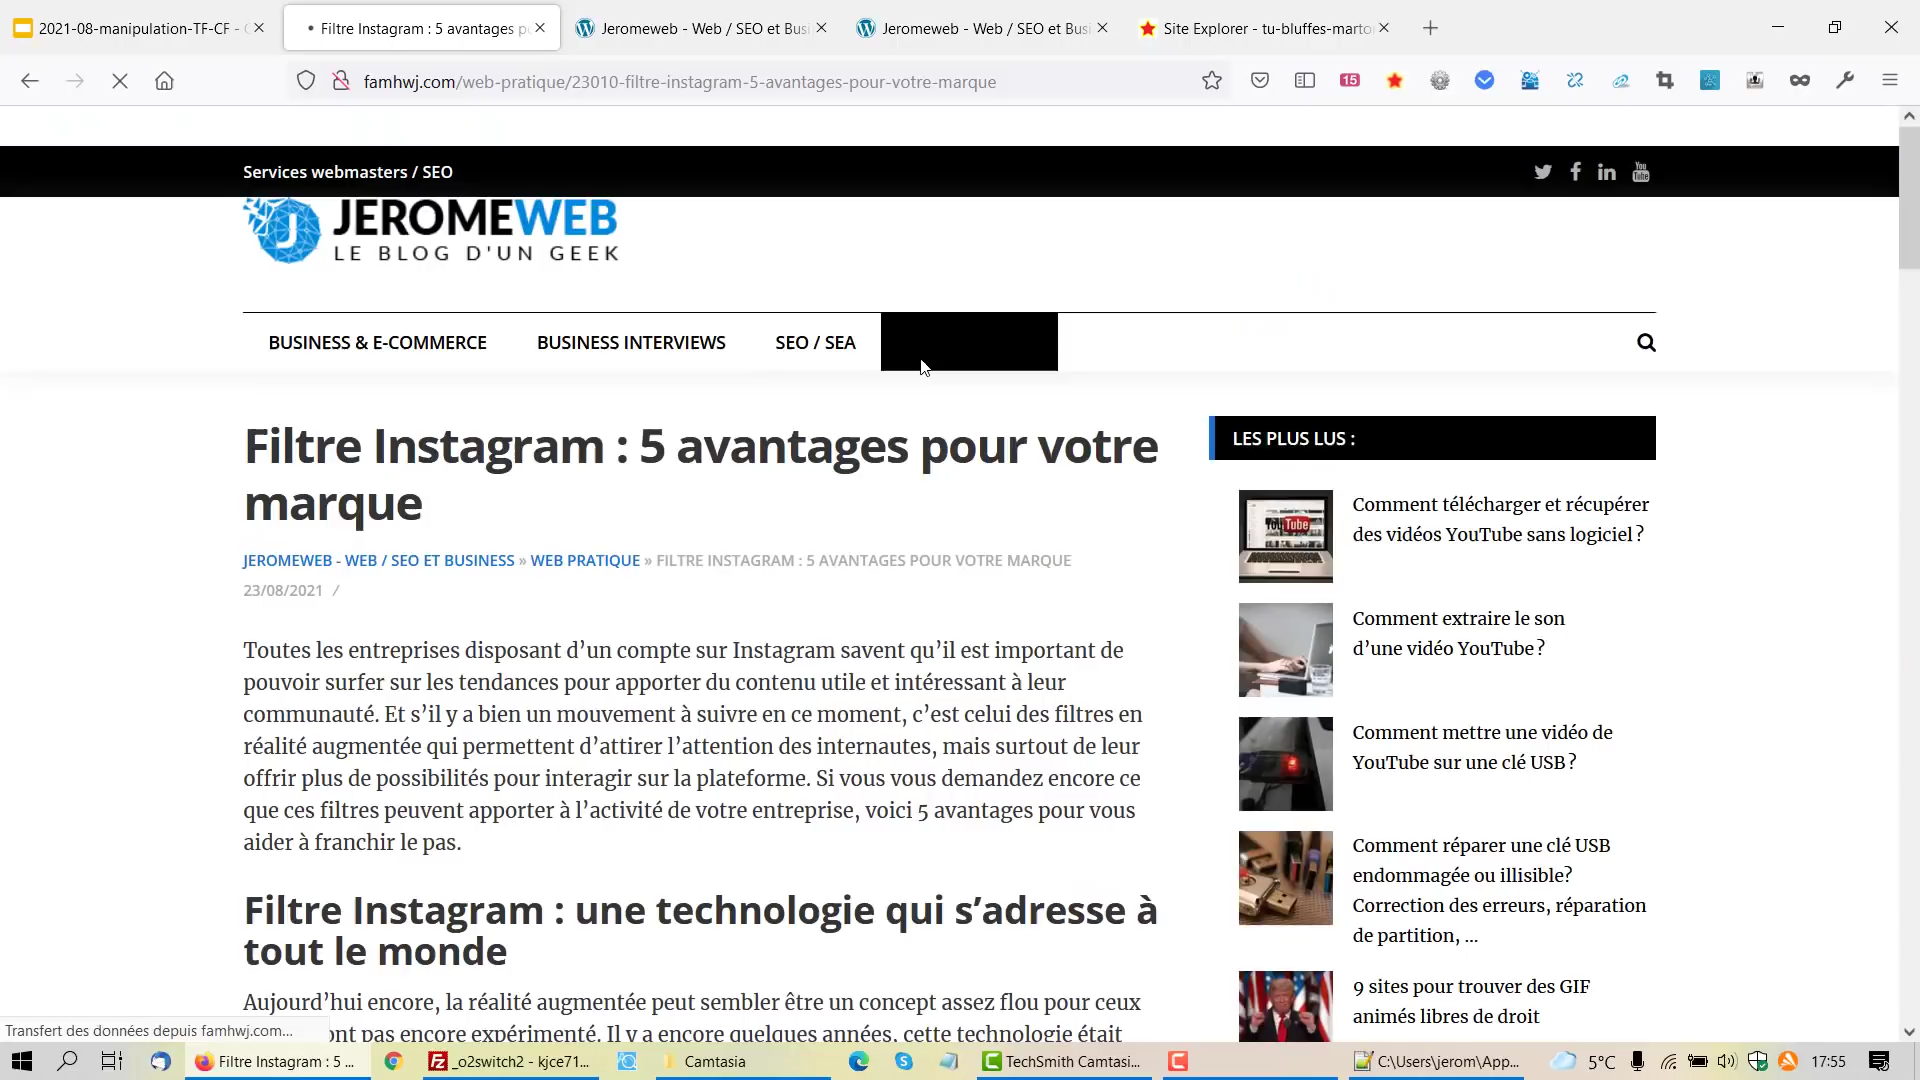 2021-08-manipulation-TF-CF -
Filtre Instagram : 5 avantages
Jeromeweb - Web / SEO et Busi
Jeromeweb - Web / SEO et Busi
Site Explorer - tu-bluffes-marto
famhwj.com/web-pratique/23010-filtre-instagram-5-avantages-pour-votre-marque
15
Services webmasters / SEO
You Tube
J
JEROMEWEB
LE BLOG D'UN GEEK
BUSINESS & E-COMMERCE
BUSINESS INTERVIEWS
SEO / SEA
Filtre Instagram : 5 avantages pour votre
marque
JEROMEWEB - WEB / SEO ET BUSINESS » WEB PRATIQUE » FILTRE INSTAGRAM : 5 AVANTAGES POUR VOTRE MARQUE
23/08/2021 /
Toutes les entreprises disposant d’un compte sur Instagram savent qu’il est important de
pouvoir surfer sur les tendances pour apporter du contenu utile et intéressant à leur
communauté. Et s’il y a bien un mouvement à suivre en ce moment, c’est celui des filtres en
réalité augmentée qui permettent d’attirer l’attention des internautes, mais surtout de leur
offrir plus de possibilités pour interagir sur la plateforme. Si vous vous demandez encore ce
que ces filtres peuvent apporter à l’activité de votre entreprise, voici 5 avantages pour vous
aider à franchir le pas.
Filtre Instagram : une technologie qui s’adresse à
tout le monde
Aujourd’hui encore, la réalité augmentée peut sembler être un concept assez flou pour ceux
ont pas encore expérimenté. Il y a encore quelques années, cette technologie était
LES PLUS LUS :
YouTube
Comment télécharger et récupérer
des vidéos YouTube sans logiciel ?
Comment extraire le son
d’une vidéo YouTube ?
Comment mettre une vidéo de
YouTube sur une clé USB ?
Comment réparer une clé USB
endommagée ou illisible?
Correction des erreurs, réparation
de partition, ...
9 sites pour trouver des GIF
animés libres de droit
Transfert des données depuis famhwj.com...
Filtre Instagram : 5 ...
_o2switch2 - kjce71...
Camtasia
TechSmith Camtasi...
C:\Users\jerom\App...
5°C
17:55